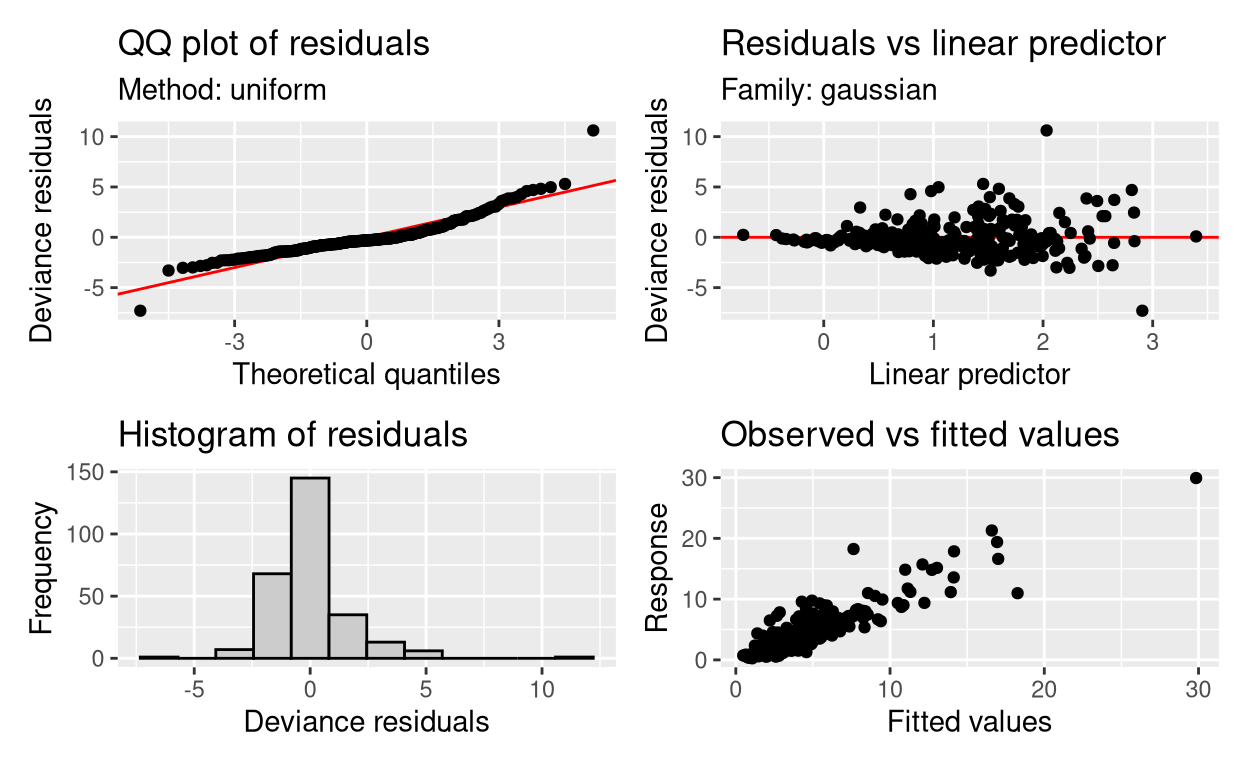 QQ plot of residuals
Method: uniform
Deviance residuals
10
5
0
-5
-3
0
3
Theoretical quantiles
Residuals vs linear predictor
Family: gaussian
Deviance residuals
10
5
0
-5
0
1
2
3
Linear predictor
Histogram of residuals
Frequency
150
100
50
0
-5
0
5
10
Deviance residuals
Observed vs fitted values
Response
30
20
10
0
0
10
20
30
Fitted values